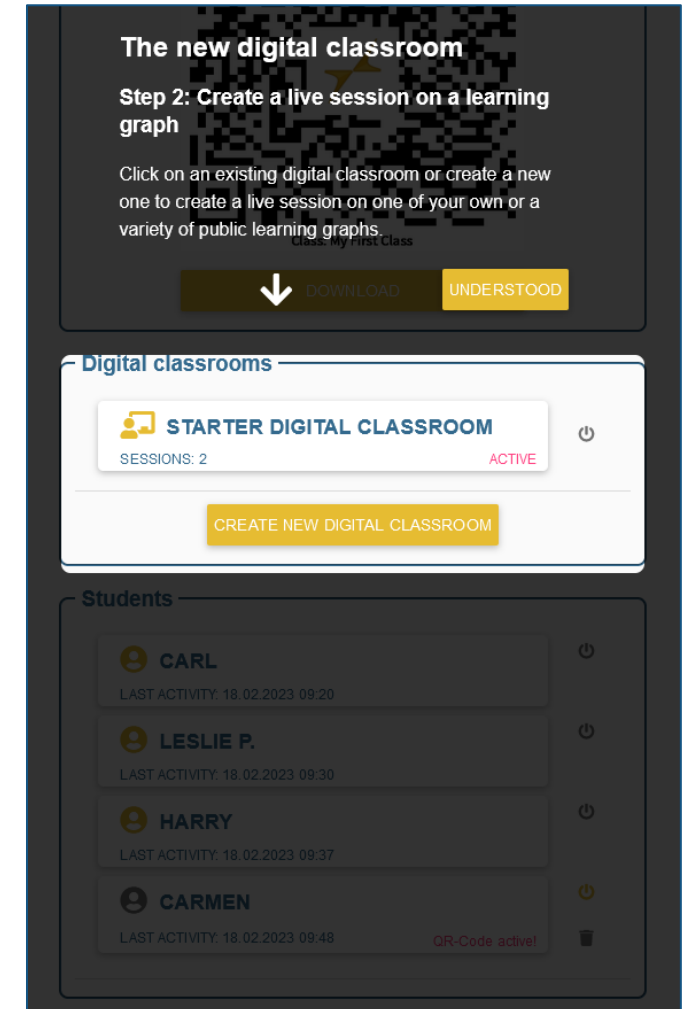 The new digital classroom
Step 2: Create a live session on a learning
graph
Click on an existing digital classroom or create a new
one to create a live session on one of your own or a
variety of public learning graphs.
Class: My First Class
DOWNLOAD
UNDERSTOOD
Digital classrooms
STARTER DIGITAL CLASSROOM
SESSIONS: 2
ACTIVE
CREATE NEW DIGITAL CLASSROOM
Students
CARL
LAST ACTIVITY: 18.02.2023 09:20
LESLIE P.
LAST ACTIVITY: 18.02.2023 09:30
HARRY
LAST ACTIVITY: 18.02.2023 09:37
CARMEN
LAST ACTIVITY: 18.02.2023 09:48
QR-Code active!